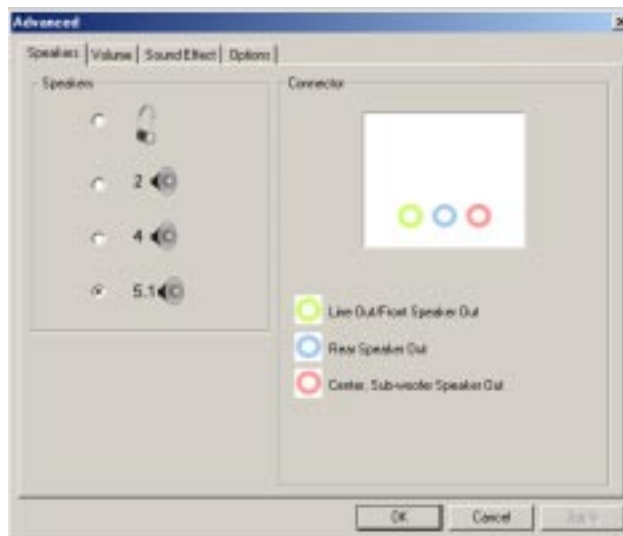 Advanced
Speakers Volume Sound Effect Options
Speakers
2
4
5.1
Connector
Line Out/Front Speaker Out
Rear Speaker Out
Center, Sub-woofer Speaker Out
OK Cancel Apply